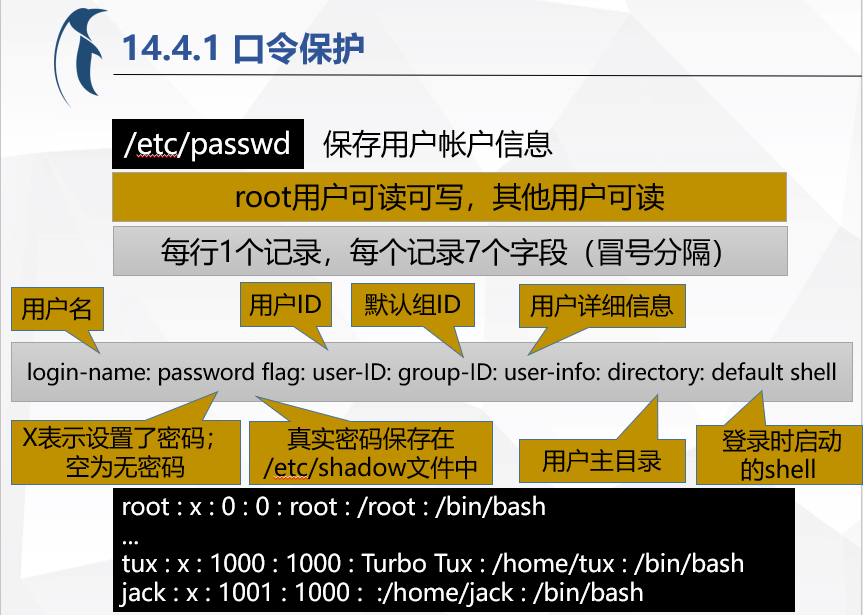 14.4.1 口令保护
/etc/passwd 保存用户帐户信息
root用户可读可写，其他用户可读
每行1个记录，每个记录7个字段（冒号分隔）
用户名
用户ID
默认组ID
用户详细信息
login-name: password flag: user-ID: group-ID: user-info: directory: default shell
X表示设置了密码；
空为无密码
真实密码保存在
/etc/shadow文件中
用户主目录
登录时启动
的shell
root : x : 0 : 0 : root : /root : /bin/bash
...
tux : x : 1000 : 1000 : Turbo Tux : /home/tux : /bin/bash
jack : x : 1001 : 1000 :  :/home/jack : /bin/bash